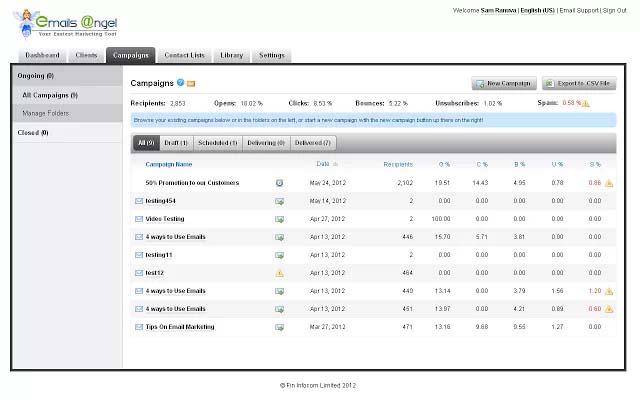 Emails @ngel
Your Easiest Marketing Tool
Welcome Sam Ranuva | English (US) | Email Support | Sign Out
Dashboard Clients Campaigns Contact Lists Library Settings
Ongoing (0)
All Campaigns (9)
Manage Folders
Closed (0)
Campaigns
New Campaign Export to .CSV File
Recipients: 2,853 Opens: 18.02 % Clicks: 8.53 % Bounces: 5.22 % Unsubscribes: 1.02 % Spam: 0.58 %
Browse your existing campaigns below or in the folders on the left, or start a new campaign with the new campaign button up there on the right!
All (9) Draft (1) Scheduled (1) Delivering (0) Delivered (7)
Campaign Name Date Recipients O % C % B % U % S %
50% Promotion to our Customers May 24, 2012 2,102 19.51 14.43 4.95 0.78 0.86
testing454 May 14, 2012 2 0.00 0.00 0.00 0.00 0.00
Video Testing Apr 27, 2012 2 100.00 0.00 0.00 0.00 0.00
4 ways to Use Emails Apr 13, 2012 446 15.70 5.71 3.81 0.00 0.00
testing11 Apr 13, 2012 2 0.00 0.00 0.00 0.00 0.00
test12 Apr 13, 2012 464 0.00 0.00 0.00 0.00 0.00
4 ways to Use Emails Apr 13, 2012 449 13.14 0.00 3.79 1.56 1.20
4 ways to Use Emails Apr 13, 2012 451 13.97 0.00 4.21 0.89 0.60
Tips On Email Marketing Mar 27, 2012 471 13.16 9.68 9.55 1.27 0.00
© Fin Infocom Limited 2012